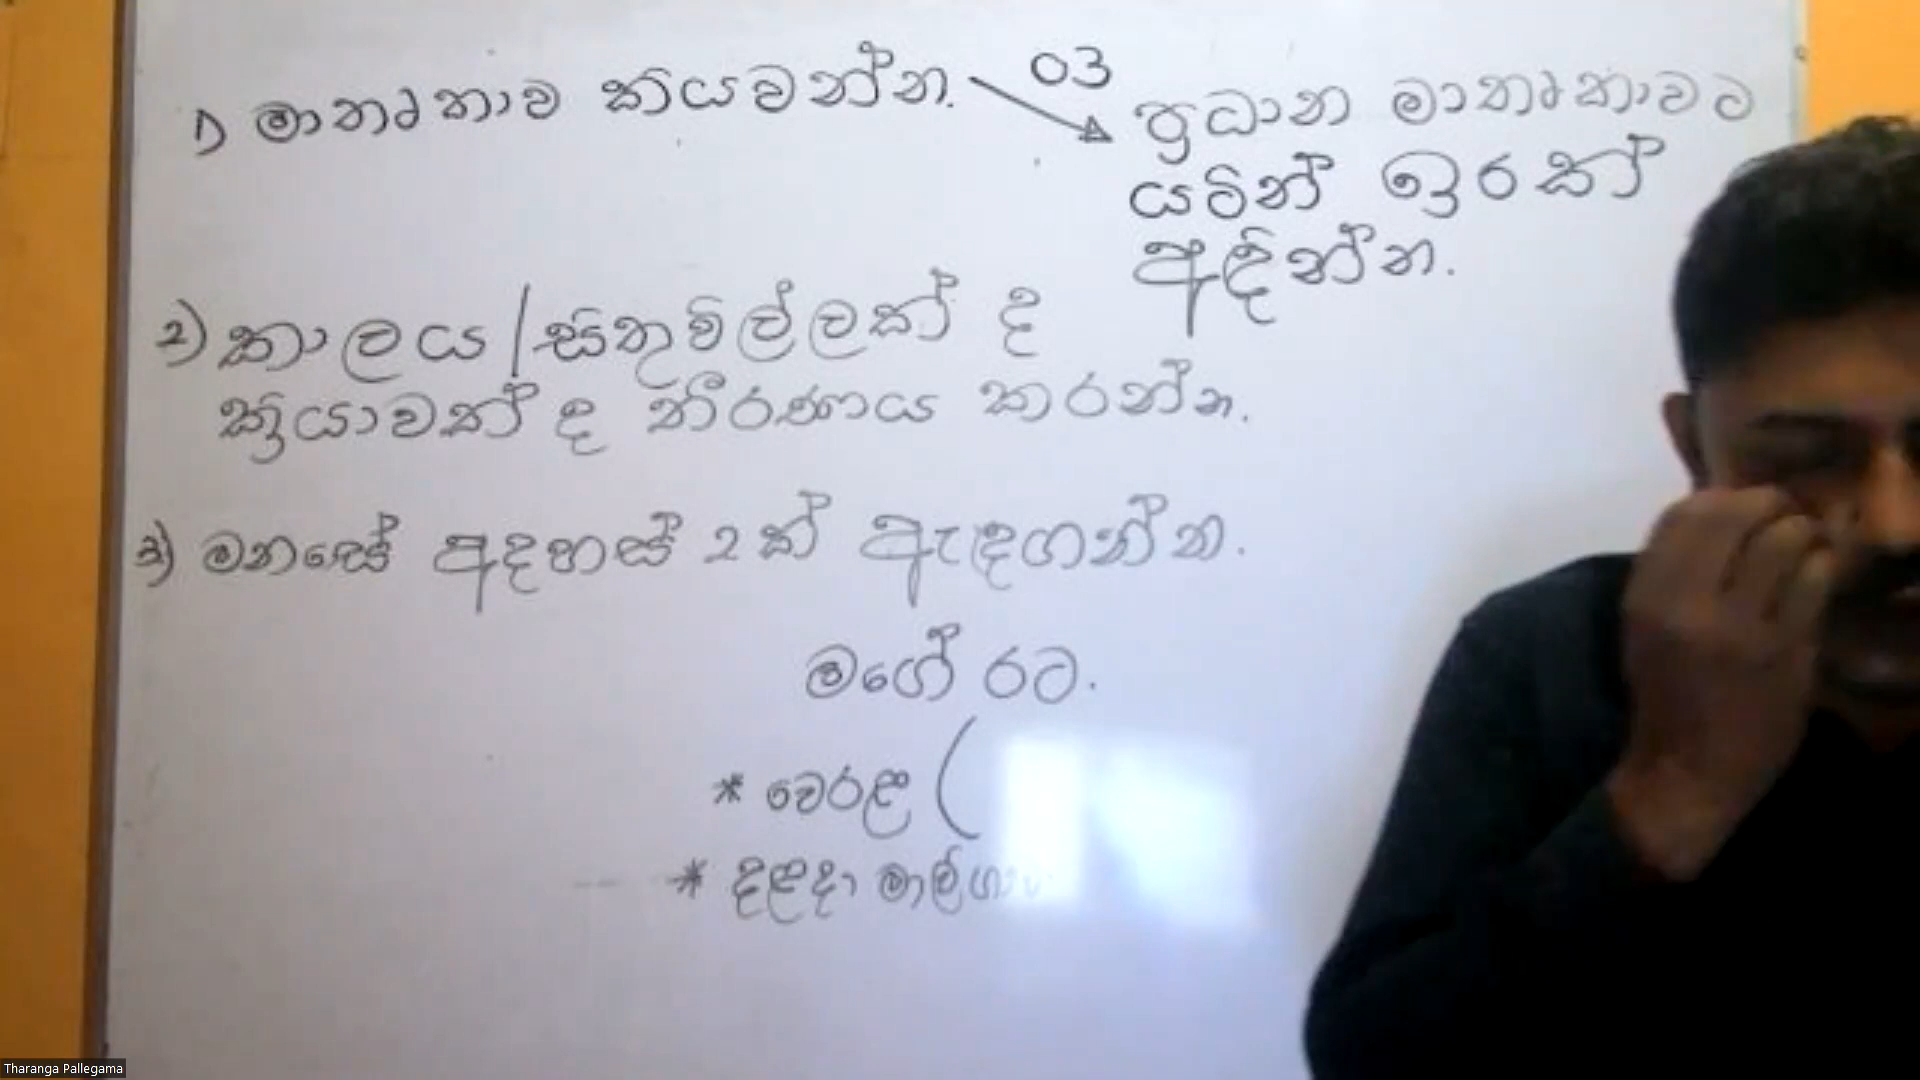 1) මාතෘකාව කියවන්න. 03
ප්‍රධාන මාතෘකාවට
යටින් ඉරක්
අඳින්න.
2) කාලය / සිතුවිල්ලක් ද
ක්‍රියාවක් ද තීරණය කරන්න.
3) මනසේ අදහස් 2ක් ඇඳගන්න.
මගේ රට.
* වෙරළ (
* දළදා
Tharanga Pallegama